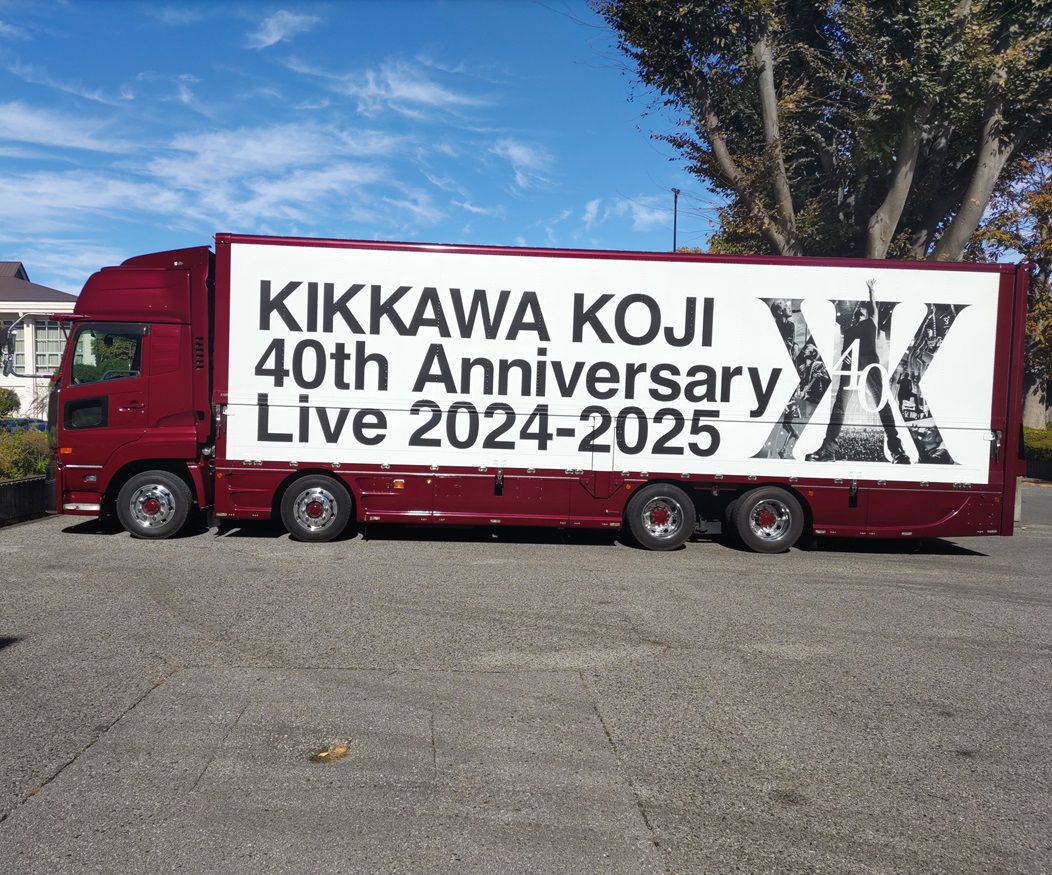 KIKKAWA KOJI
40th Anniversary
Live 2024-2025
40